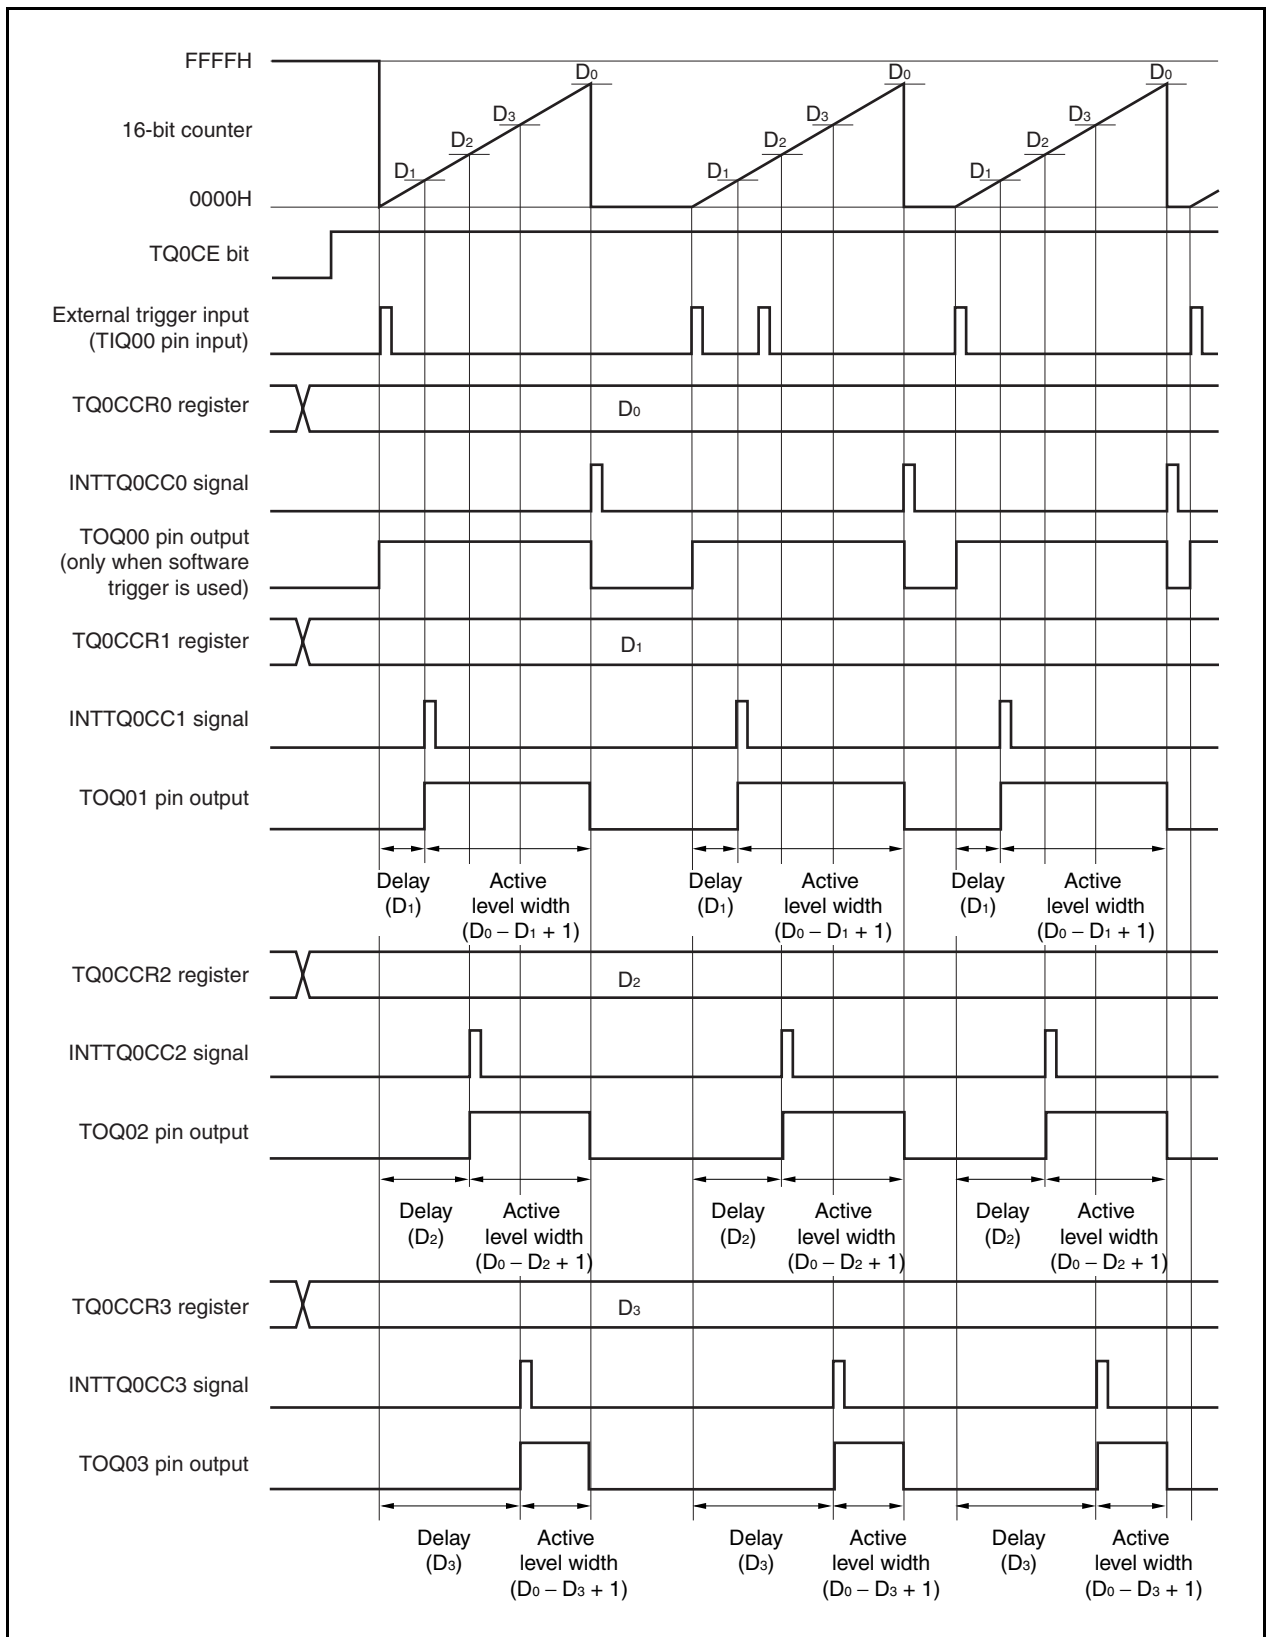 FFFFH
D0 D0 D0
D3 D3 D3
16-bit counter
D2 D2 D2
D1 D1 D1
0000H
TQ0CE bit
External trigger input
(TIQ00 pin input)
TQ0CCR0 register D0
INTTQ0CC0 signal
TOQ00 pin output
(only when software
trigger is used)
TQ0CCR1 register D1
INTTQ0CC1 signal
TOQ01 pin output
Delay Active Delay Active Delay Active
(D1) level width (D1) level width (D1) level width
(D0 – D1 + 1) (D0 – D1 + 1) (D0 – D1 + 1)
TQ0CCR2 register D2
INTTQ0CC2 signal
TOQ02 pin output
Delay Active Delay Active Delay Active
(D2) level width (D2) level width (D2) level width
(D0 – D2 + 1) (D0 – D2 + 1) (D0 – D2 + 1)
TQ0CCR3 register D3
INTTQ0CC3 signal
TOQ03 pin output
Delay Active Delay Active Delay Active
(D3) level width (D3) level width (D3) level width
(D0 – D3 + 1) (D0 – D3 + 1) (D0 – D3 + 1)